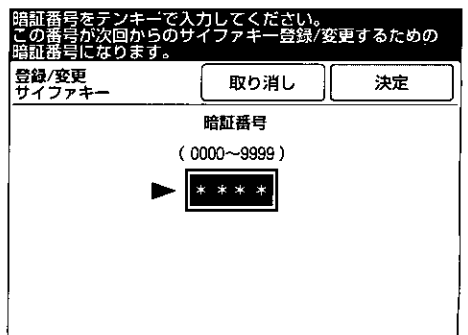 暗証番号をテンキーで入力してください。
この番号が次回からのサイファキー登録/変更するための
暗証番号になります。
登録/変更
サイファキー
取り消し
決定
暗証番号
( 0000～9999 )
▶ ＊＊＊＊